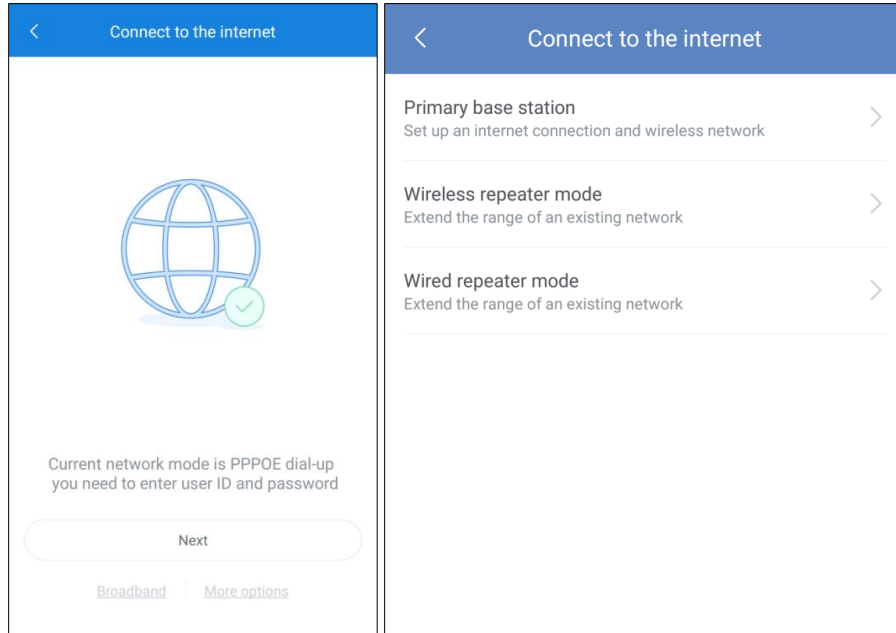 Connect to the internet
Current network mode is PPPOE dial-up
you need to enter user ID and password
Next
Broadband
More options
Connect to the internet
Primary base station
Set up an internet connection and wireless network
Wireless repeater mode
Extend the range of an existing network
Wired repeater mode
Extend the range of an existing network